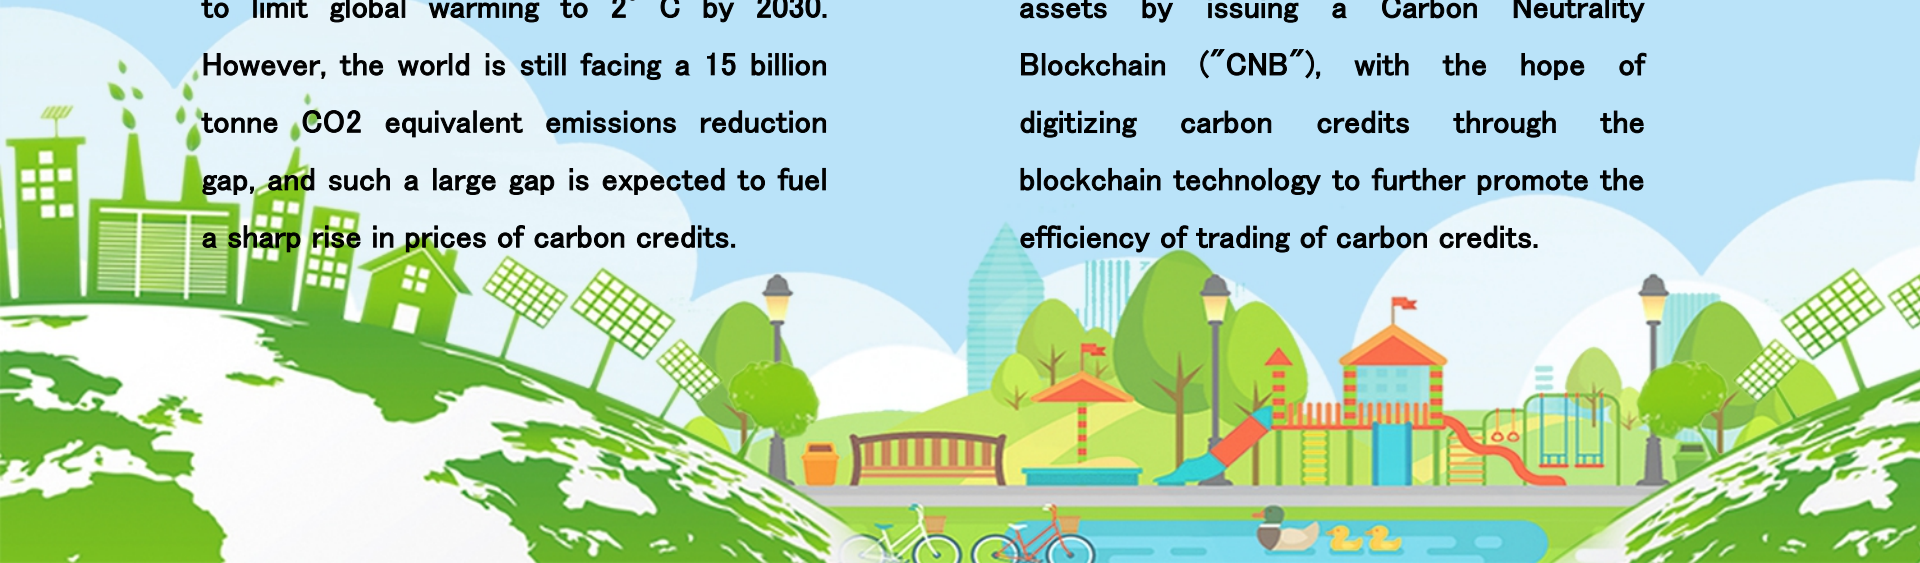 to limit global warming to 2° C by 2030.
However, the world is still facing a 15 billion
tonne CO2 equivalent emissions reduction
gap, and such a large gap is expected to fuel
a sharp rise in prices of carbon credits.
assets by issuing a Carbon Neutrality
Blockchain ("CNB"), with the hope of
digitizing carbon credits through the
blockchain technology to further promote the
efficiency of trading of carbon credits.